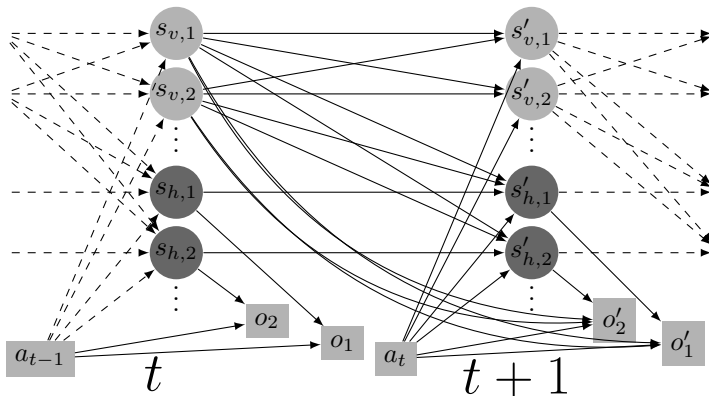 s_{v,1} s'_{v,1}
s_{v,2} s'_{v,2}
⋮ ⋮
s_{h,1} s'_{h,1}
s_{h,2} s'_{h,2}
⋮ ⋮
o_2 o'_2
o_1 o'_1
a_{t−1} a_t
t t + 1